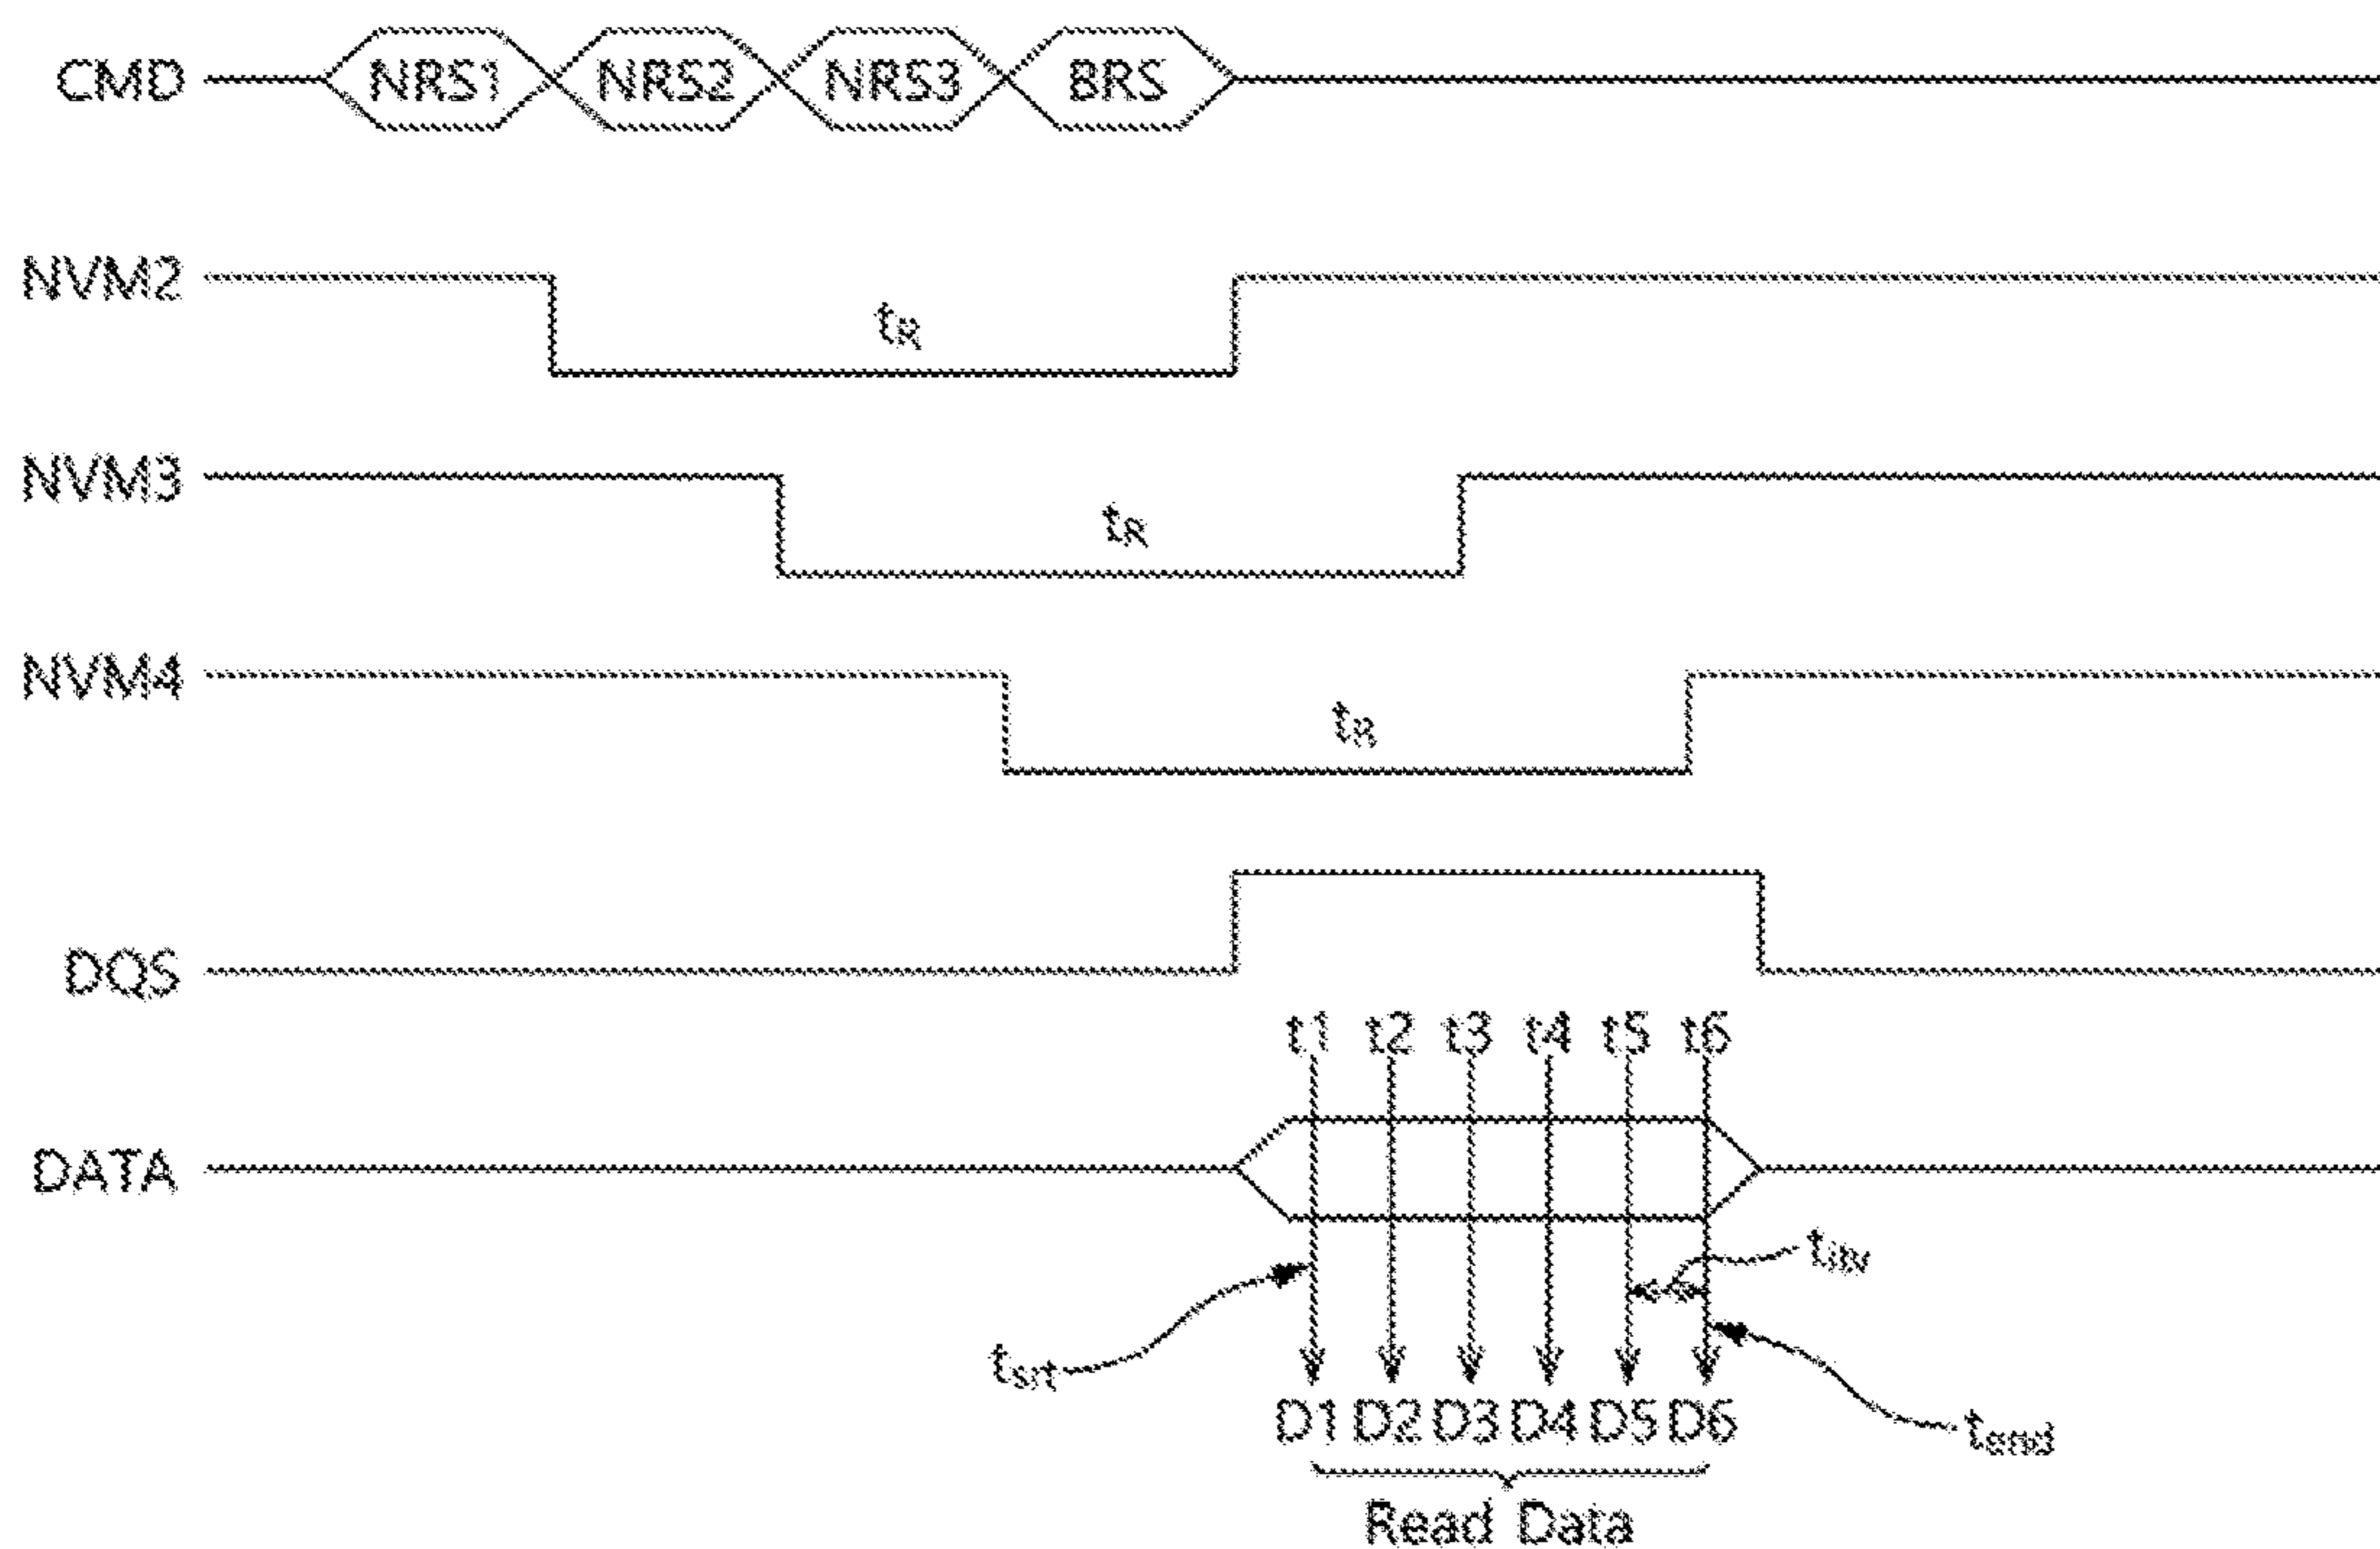 CMD NRS1 NRS2 NRS3 BRS
NVM2 tR
NVM3 tR
NVM4 tR
DQS
t1 t2 t3 t4 t5 t6
DATA
titv
tsrt
D1 D2 D3 D4 D5 D6
tend
Read Data